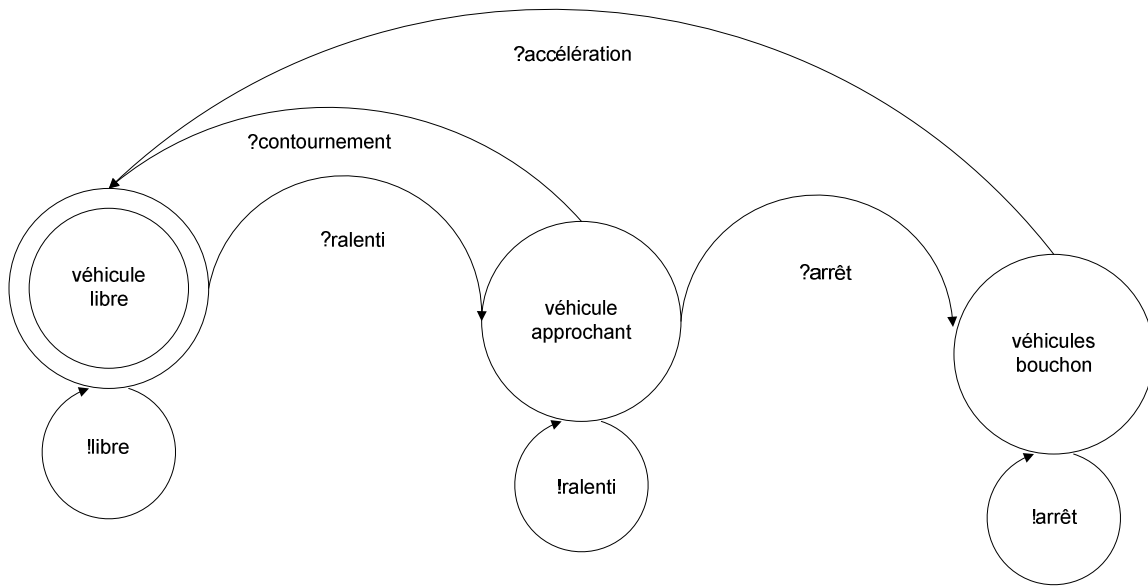 ?accélération
?contournement
?ralenti
?arrêt
véhicule
libre
véhicule
approchant
véhicules
bouchon
!libre
!ralenti
!arrêt